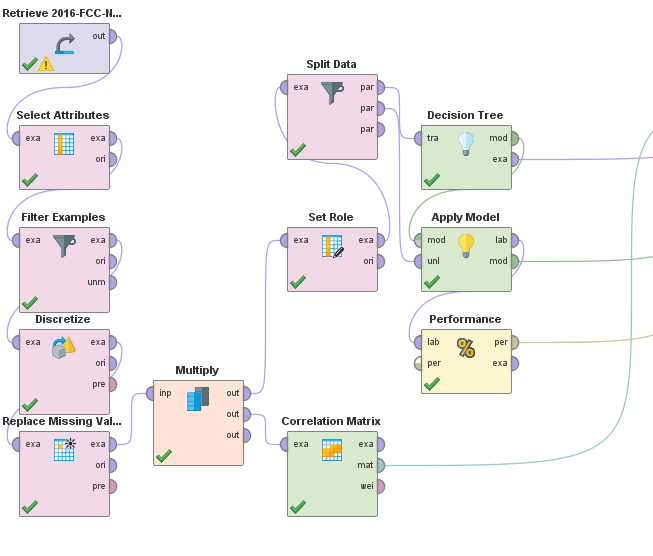 Retrieve 2016-FCC-N...
out
Select Attributes
exa exa
ori
Filter Examples
exa exa
ori
unm
Discretize
exa exa
ori
pre
Replace Missing Val...
exa exa
ori
pre
Multiply
inp out
out
out
Split Data
exa par
par
par
Set Role
exa exa
ori
Correlation Matrix
exa exa
mat
wei
Decision Tree
tra mod
exa
Apply Model
mod lab
unl mod
Performance
% 
lab per
per exa